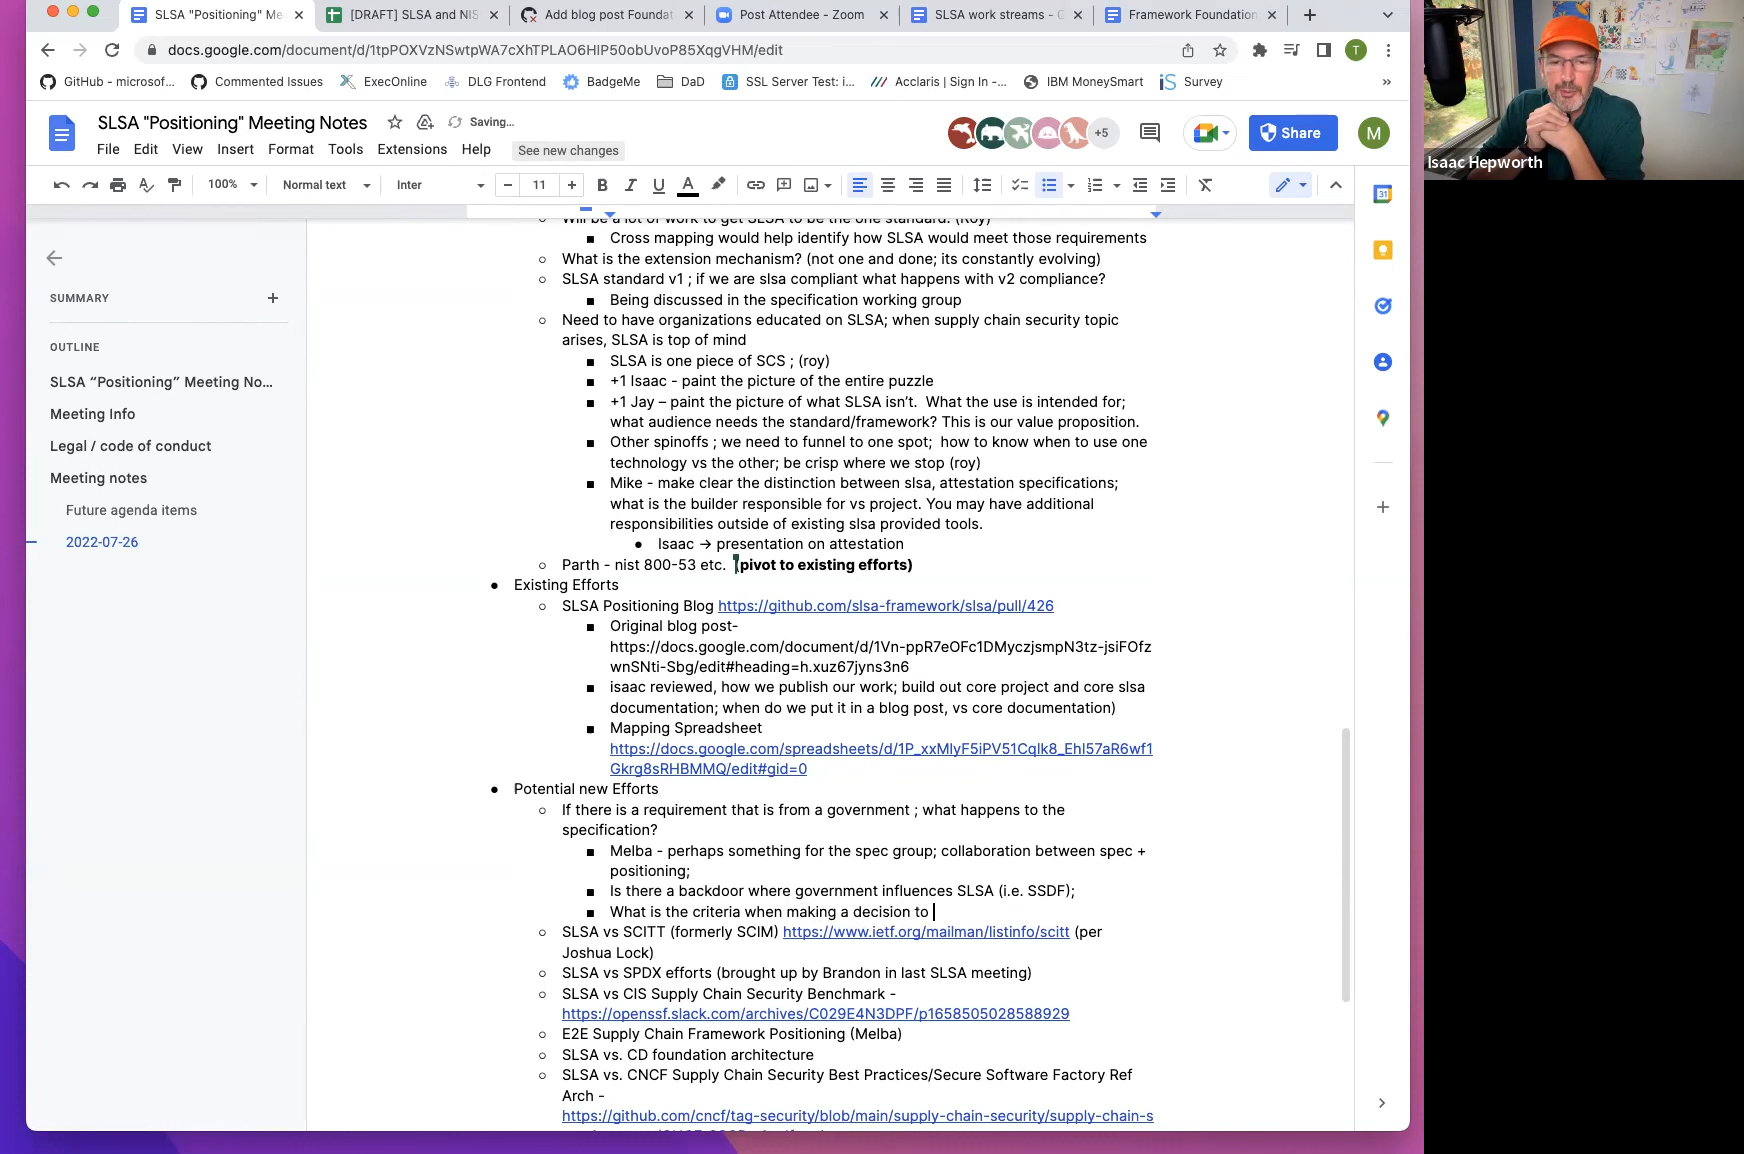 SLSA "Positioning" Me
[DRAFT] SLSA and NIS
Add blog post Foundat
Post Attendee - Zoom
SLSA work streams - G
Framework Foundation
docs.google.com/document/d/1tpPOXVzNSwtpWA7cXhTPLAO6HlP50obUvoP85XqgVHM/edit
T
GitHub - microsof...
Commented Issues
ExecOnline
DLG Frontend
BadgeMe
DaD
SSL Server Test: i...
Acclaris | Sign In -...
IBM MoneySmart
Survey
»
SLSA "Positioning" Meeting Notes
Saving...
+5
Share
M
File Edit View Insert Format Tools Extensions Help
See new changes
100%
Normal text
Inter
11
B I U A
31
SUMMARY
OUTLINE
SLSA “Positioning” Meeting No...
Meeting Info
Legal / code of conduct
Meeting notes
Future agenda items
2022-07-26
Will be a lot of work to get SLSA to be the one standard. (Roy)
Cross mapping would help identify how SLSA would meet those requirements
What is the extension mechanism? (not one and done; its constantly evolving)
SLSA standard v1 ; if we are slsa compliant what happens with v2 compliance?
Being discussed in the specification working group
Need to have organizations educated on SLSA; when supply chain security topic
arises, SLSA is top of mind
SLSA is one piece of SCS ; (roy)
+1 Isaac - paint the picture of the entire puzzle
+1 Jay – paint the picture of what SLSA isn’t. What the use is intended for;
what audience needs the standard/framework? This is our value proposition.
Other spinoffs ; we need to funnel to one spot; how to know when to use one
technology vs the other; be crisp where we stop (roy)
Mike - make clear the distinction between slsa, attestation specifications;
what is the builder responsible for vs project. You may have additional
responsibilities outside of existing slsa provided tools.
Isaac → presentation on attestation
Parth - nist 800-53 etc. (pivot to existing efforts)
Existing Efforts
SLSA Positioning Blog https://github.com/slsa-framework/slsa/pull/426
Original blog post-
https://docs.google.com/document/d/1Vn-ppR7eOFc1DMyczjsmpN3tz-jsiFOfz
wnSNti-Sbg/edit#heading=h.xuz67jyns3n6
isaac reviewed, how we publish our work; build out core project and core slsa
documentation; when do we put it in a blog post, vs core documentation)
Mapping Spreadsheet
https://docs.google.com/spreadsheets/d/1P_xxMlyF5iPV51Cqlk8_Ehl57aR6wf1
Gkrg8sRHBMMQ/edit#gid=0
Potential new Efforts
If there is a requirement that is from a government ; what happens to the
specification?
Melba - perhaps something for the spec group; collaboration between spec +
positioning;
Is there a backdoor where government influences SLSA (i.e. SSDF);
What is the criteria when making a decision to
SLSA vs SCITT (formerly SCIM) https://www.ietf.org/mailman/listinfo/scitt (per
Joshua Lock)
SLSA vs SPDX efforts (brought up by Brandon in last SLSA meeting)
SLSA vs CIS Supply Chain Security Benchmark -
https://openssf.slack.com/archives/C029E4N3DPF/p1658505028588929
E2E Supply Chain Framework Positioning (Melba)
SLSA vs. CD foundation architecture
SLSA vs. CNCF Supply Chain Security Best Practices/Secure Software Factory Ref
Arch -
https://github.com/cncf/tag-security/blob/main/supply-chain-security/supply-chain-s
Isaac Hepworth